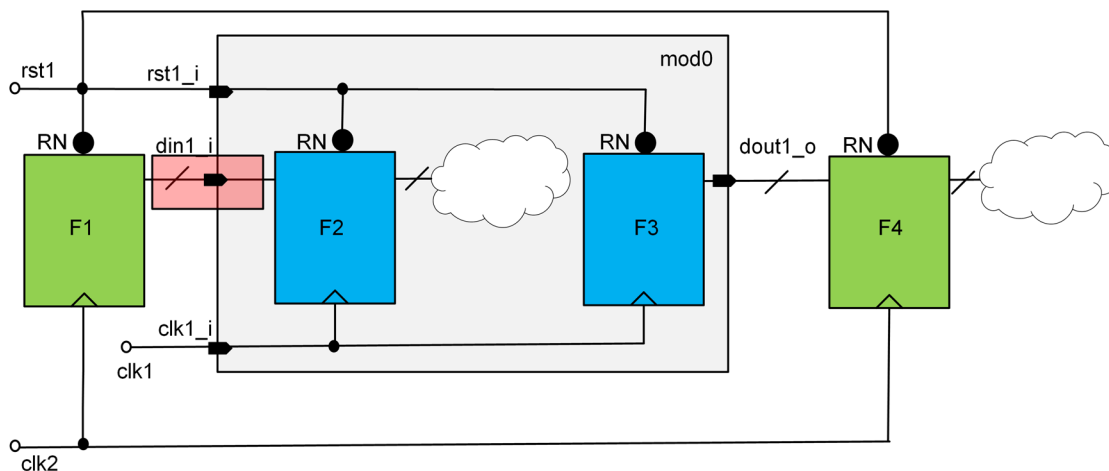 mod0
rst1
rst1_i
RN
din1_i
RN
RN
dout1_o
RN
F1
F2
F3
F4
clk1_i
clk1
clk2